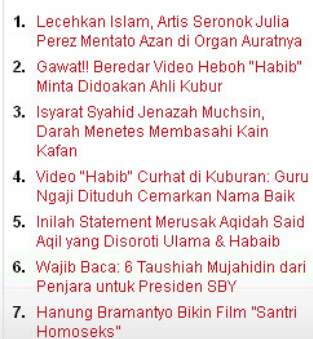 1. Lecehkan Islam, Artis Seronok Julia
Perez Mentato Azan di Organ Auratnya
2. Gawat!! Beredar Video Heboh "Habib"
Minta Didoakan Ahli Kubur
3. Isyarat Syahid Jenazah Muchsin,
Darah Menetes Membasahi Kain
Kafan
4. Video "Habib" Curhat di Kuburan: Guru
Ngaji Dituduh Cemarkan Nama Baik
5. Inilah Statement Merusak Aqidah Said
Aqil yang Disoroti Ulama & Habaib
6. Wajib Baca: 6 Taushiah Mujahidin dari
Penjara untuk Presiden SBY
7. Hanung Bramantyo Bikin Film "Santri
Homoseks"